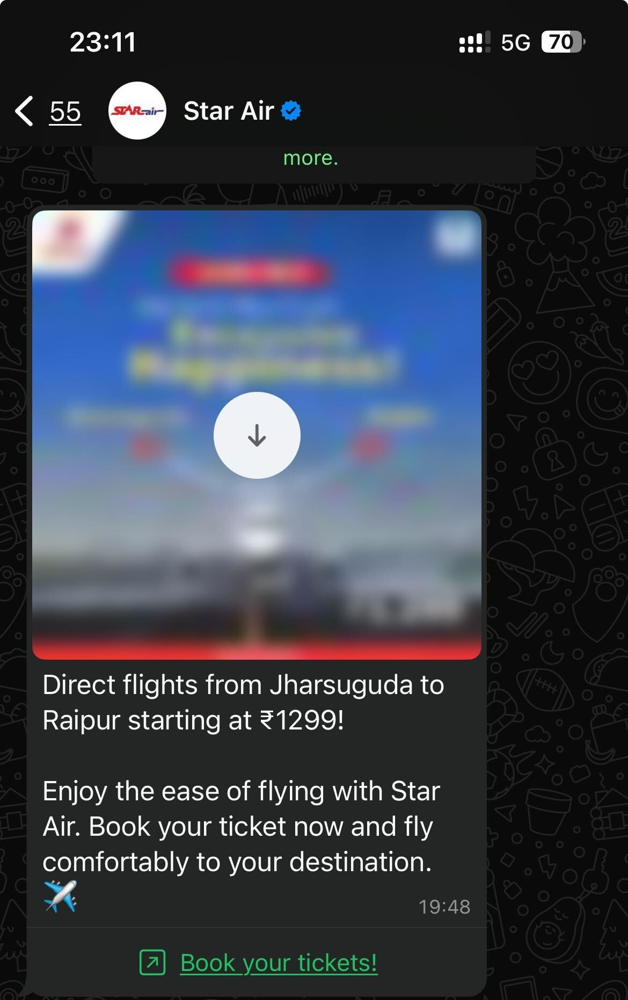 23:11
5G
70
55
STAR air
Star Air
more.
Direct flights from Jharsuguda to
Raipur starting at ₹1299!
Enjoy the ease of flying with Star
Air. Book your ticket now and fly
comfortably to your destination.
✈️
19:48
Book your tickets!